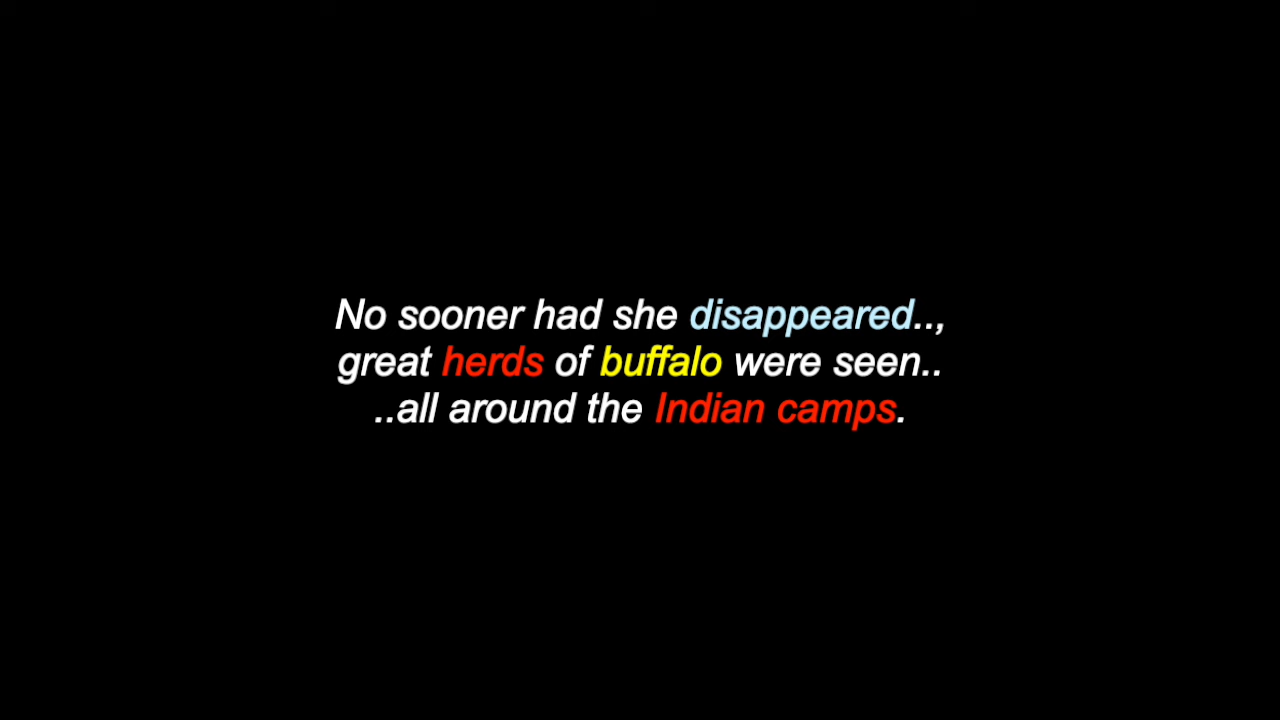 No sooner had she disappeared..,
great herds of buffalo were seen..
..all around the Indian camps.